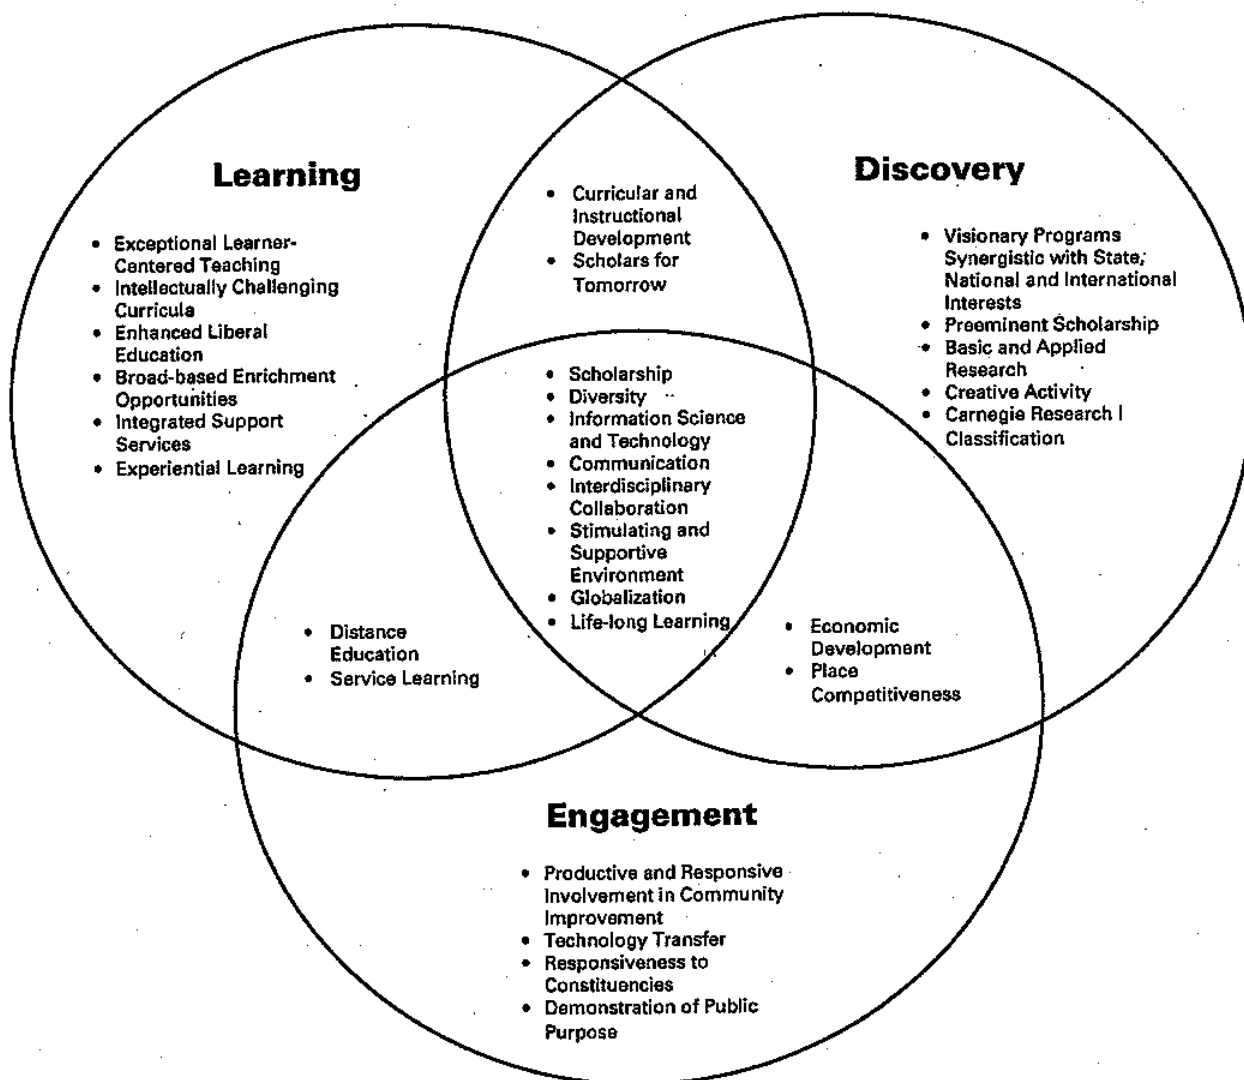 Learning
• Exceptional Learner-
Centered Teaching
• Intellectually Challenging
Curricula
• Enhanced Liberal
Education
• Broad-based Enrichment
Opportunities
• Integrated Support
Services
• Experiential Learning
• Curricular and
Instructional
Development
• Scholars for
Tomorrow
Discovery
• Visionary Programs
Synergistic with State,
National and International
Interests
• Preeminent Scholarship
• Basic and Applied
Research
• Creative Activity
• Carnegie Research I
Classification
• Scholarship
• Diversity
• Information Science
and Technology
• Communication
• Interdisciplinary
Collaboration
• Stimulating and
Supportive
Environment
• Globalization
• Life-long Learning
• Distance
Education
• Service Learning
• Economic
Development
• Place
Competitiveness
Engagement
• Productive and Responsive
Involvement in Community
Improvement
• Technology Transfer
• Responsiveness to
Constituencies
• Demonstration of Public
Purpose